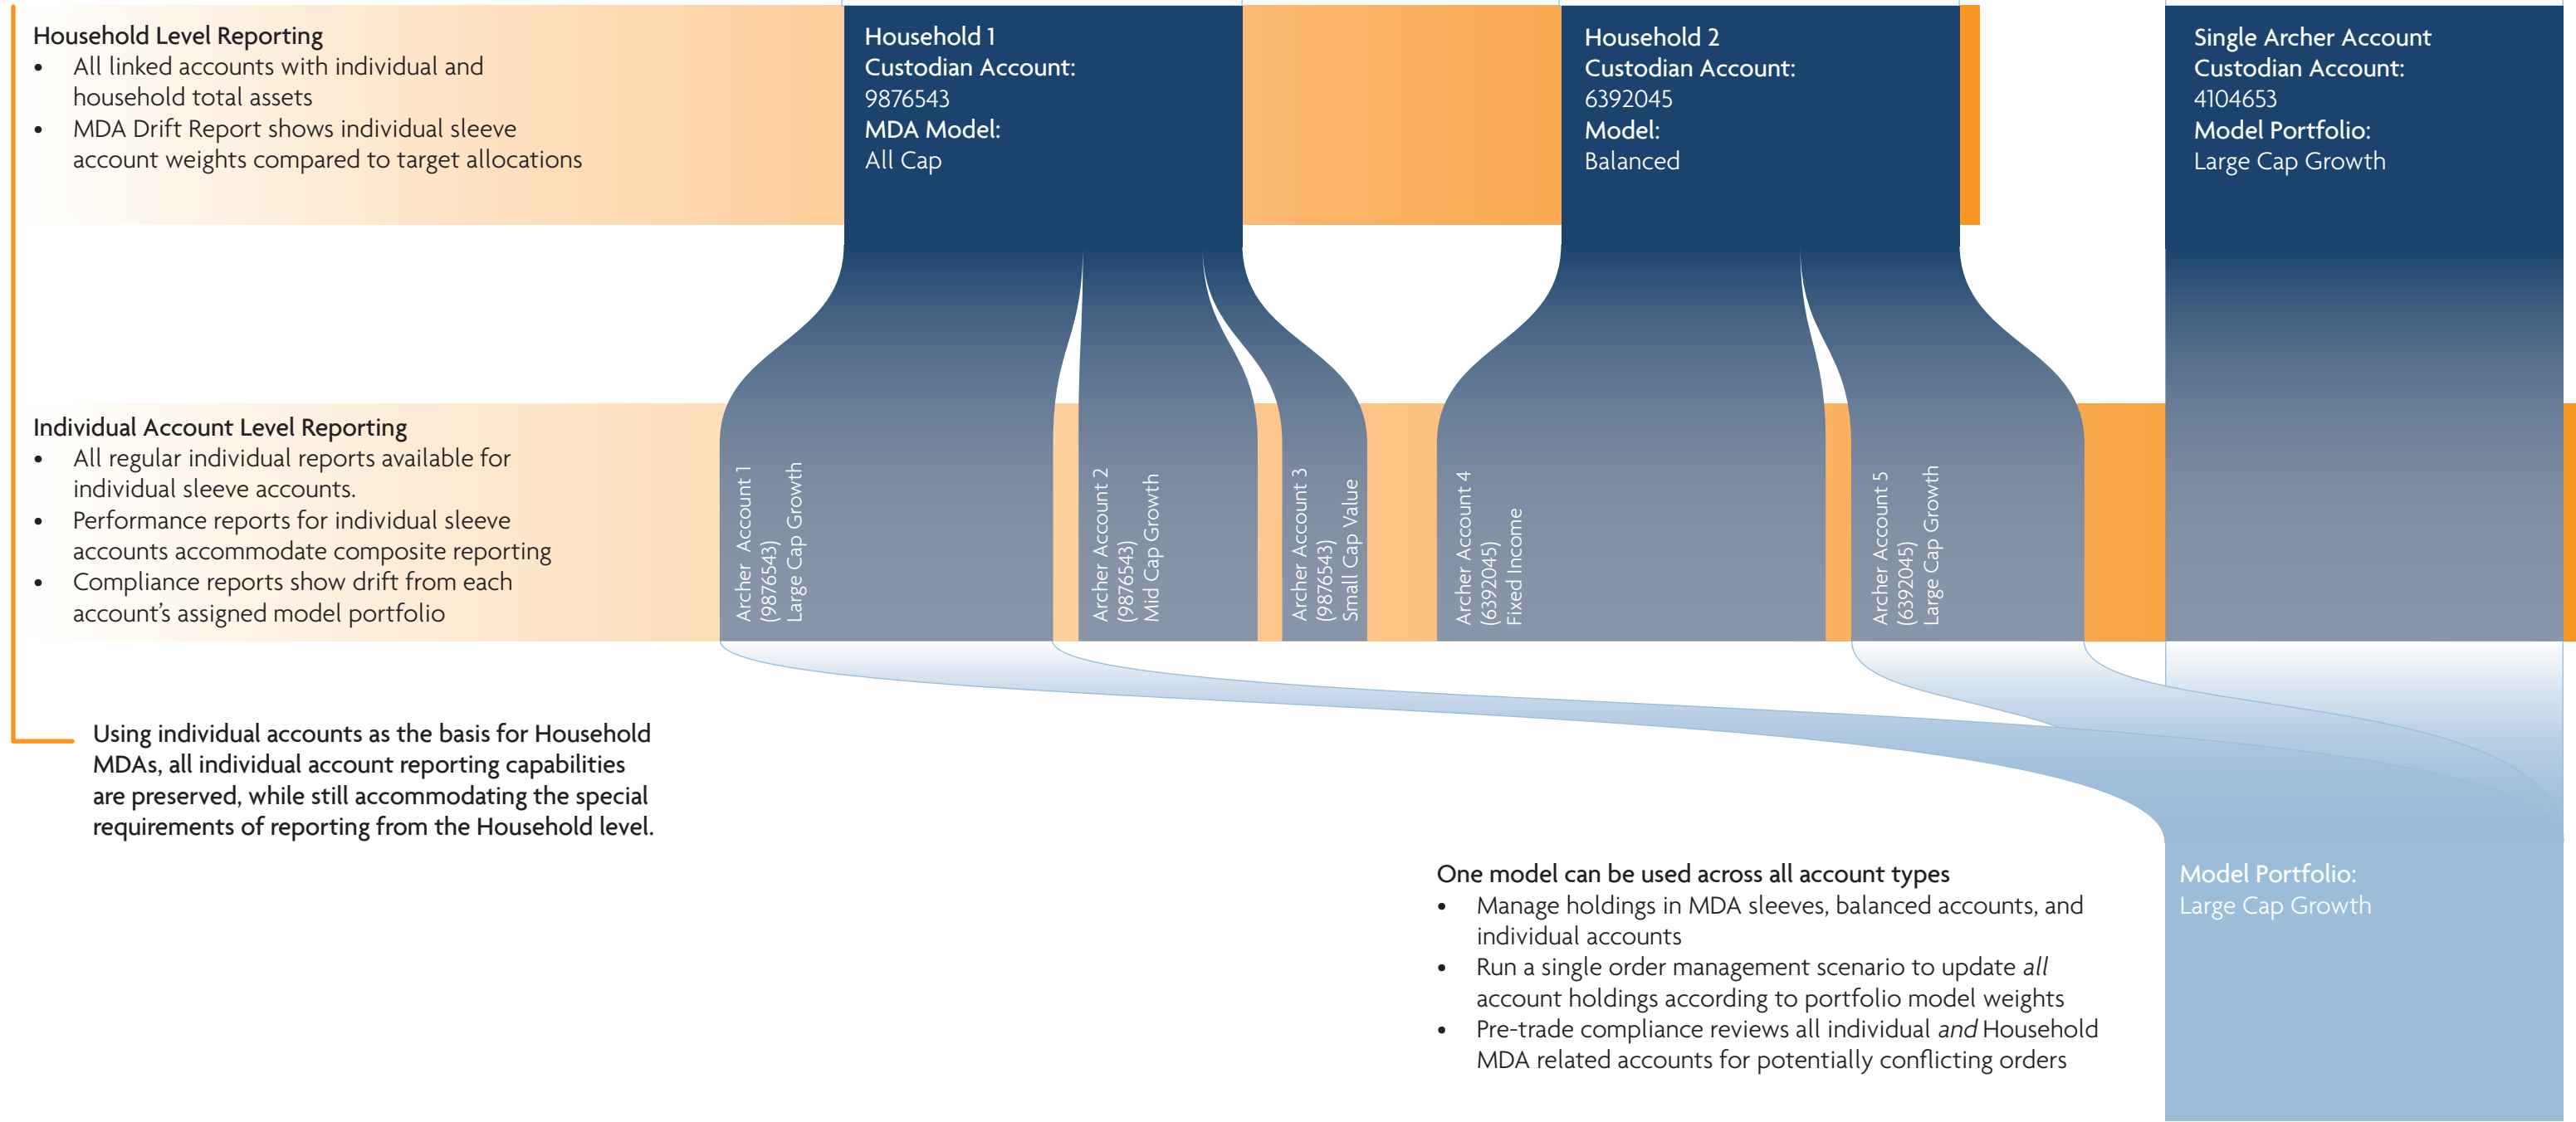 Household Level Reporting
• All linked accounts with individual and
household total assets
• MDA Drift Report shows individual sleeve
account weights compared to target allocations
Household 1
Custodian Account:
9876543
MDA Model:
All Cap
Household 2
Custodian Account:
6392045
Model:
Balanced
Single Archer Account
Custodian Account:
4104653
Model Portfolio:
Large Cap Growth
Individual Account Level Reporting
• All regular individual reports available for
individual sleeve accounts.
• Performance reports for individual sleeve
accounts accommodate composite reporting
• Compliance reports show drift from each
account’s assigned model portfolio
Archer Account 1
(9876543)
Large Cap Growth
Archer Account 2
(9876543)
Mid Cap Growth
Archer Account 3
(9876543)
Small Cap Value
Archer Account 4
(6392045)
Fixed Income
Archer Account 5
(6392045)
Large Cap Growth
Using individual accounts as the basis for Household
MDAs, all individual account reporting capabilities
are preserved, while still accommodating the special
requirements of reporting from the Household level.
One model can be used across all account types
• Manage holdings in MDA sleeves, balanced accounts, and
individual accounts
• Run a single order management scenario to update all
account holdings according to portfolio model weights
• Pre-trade compliance reviews all individual and Household
MDA related accounts for potentially conflicting orders
Model Portfolio:
Large Cap Growth